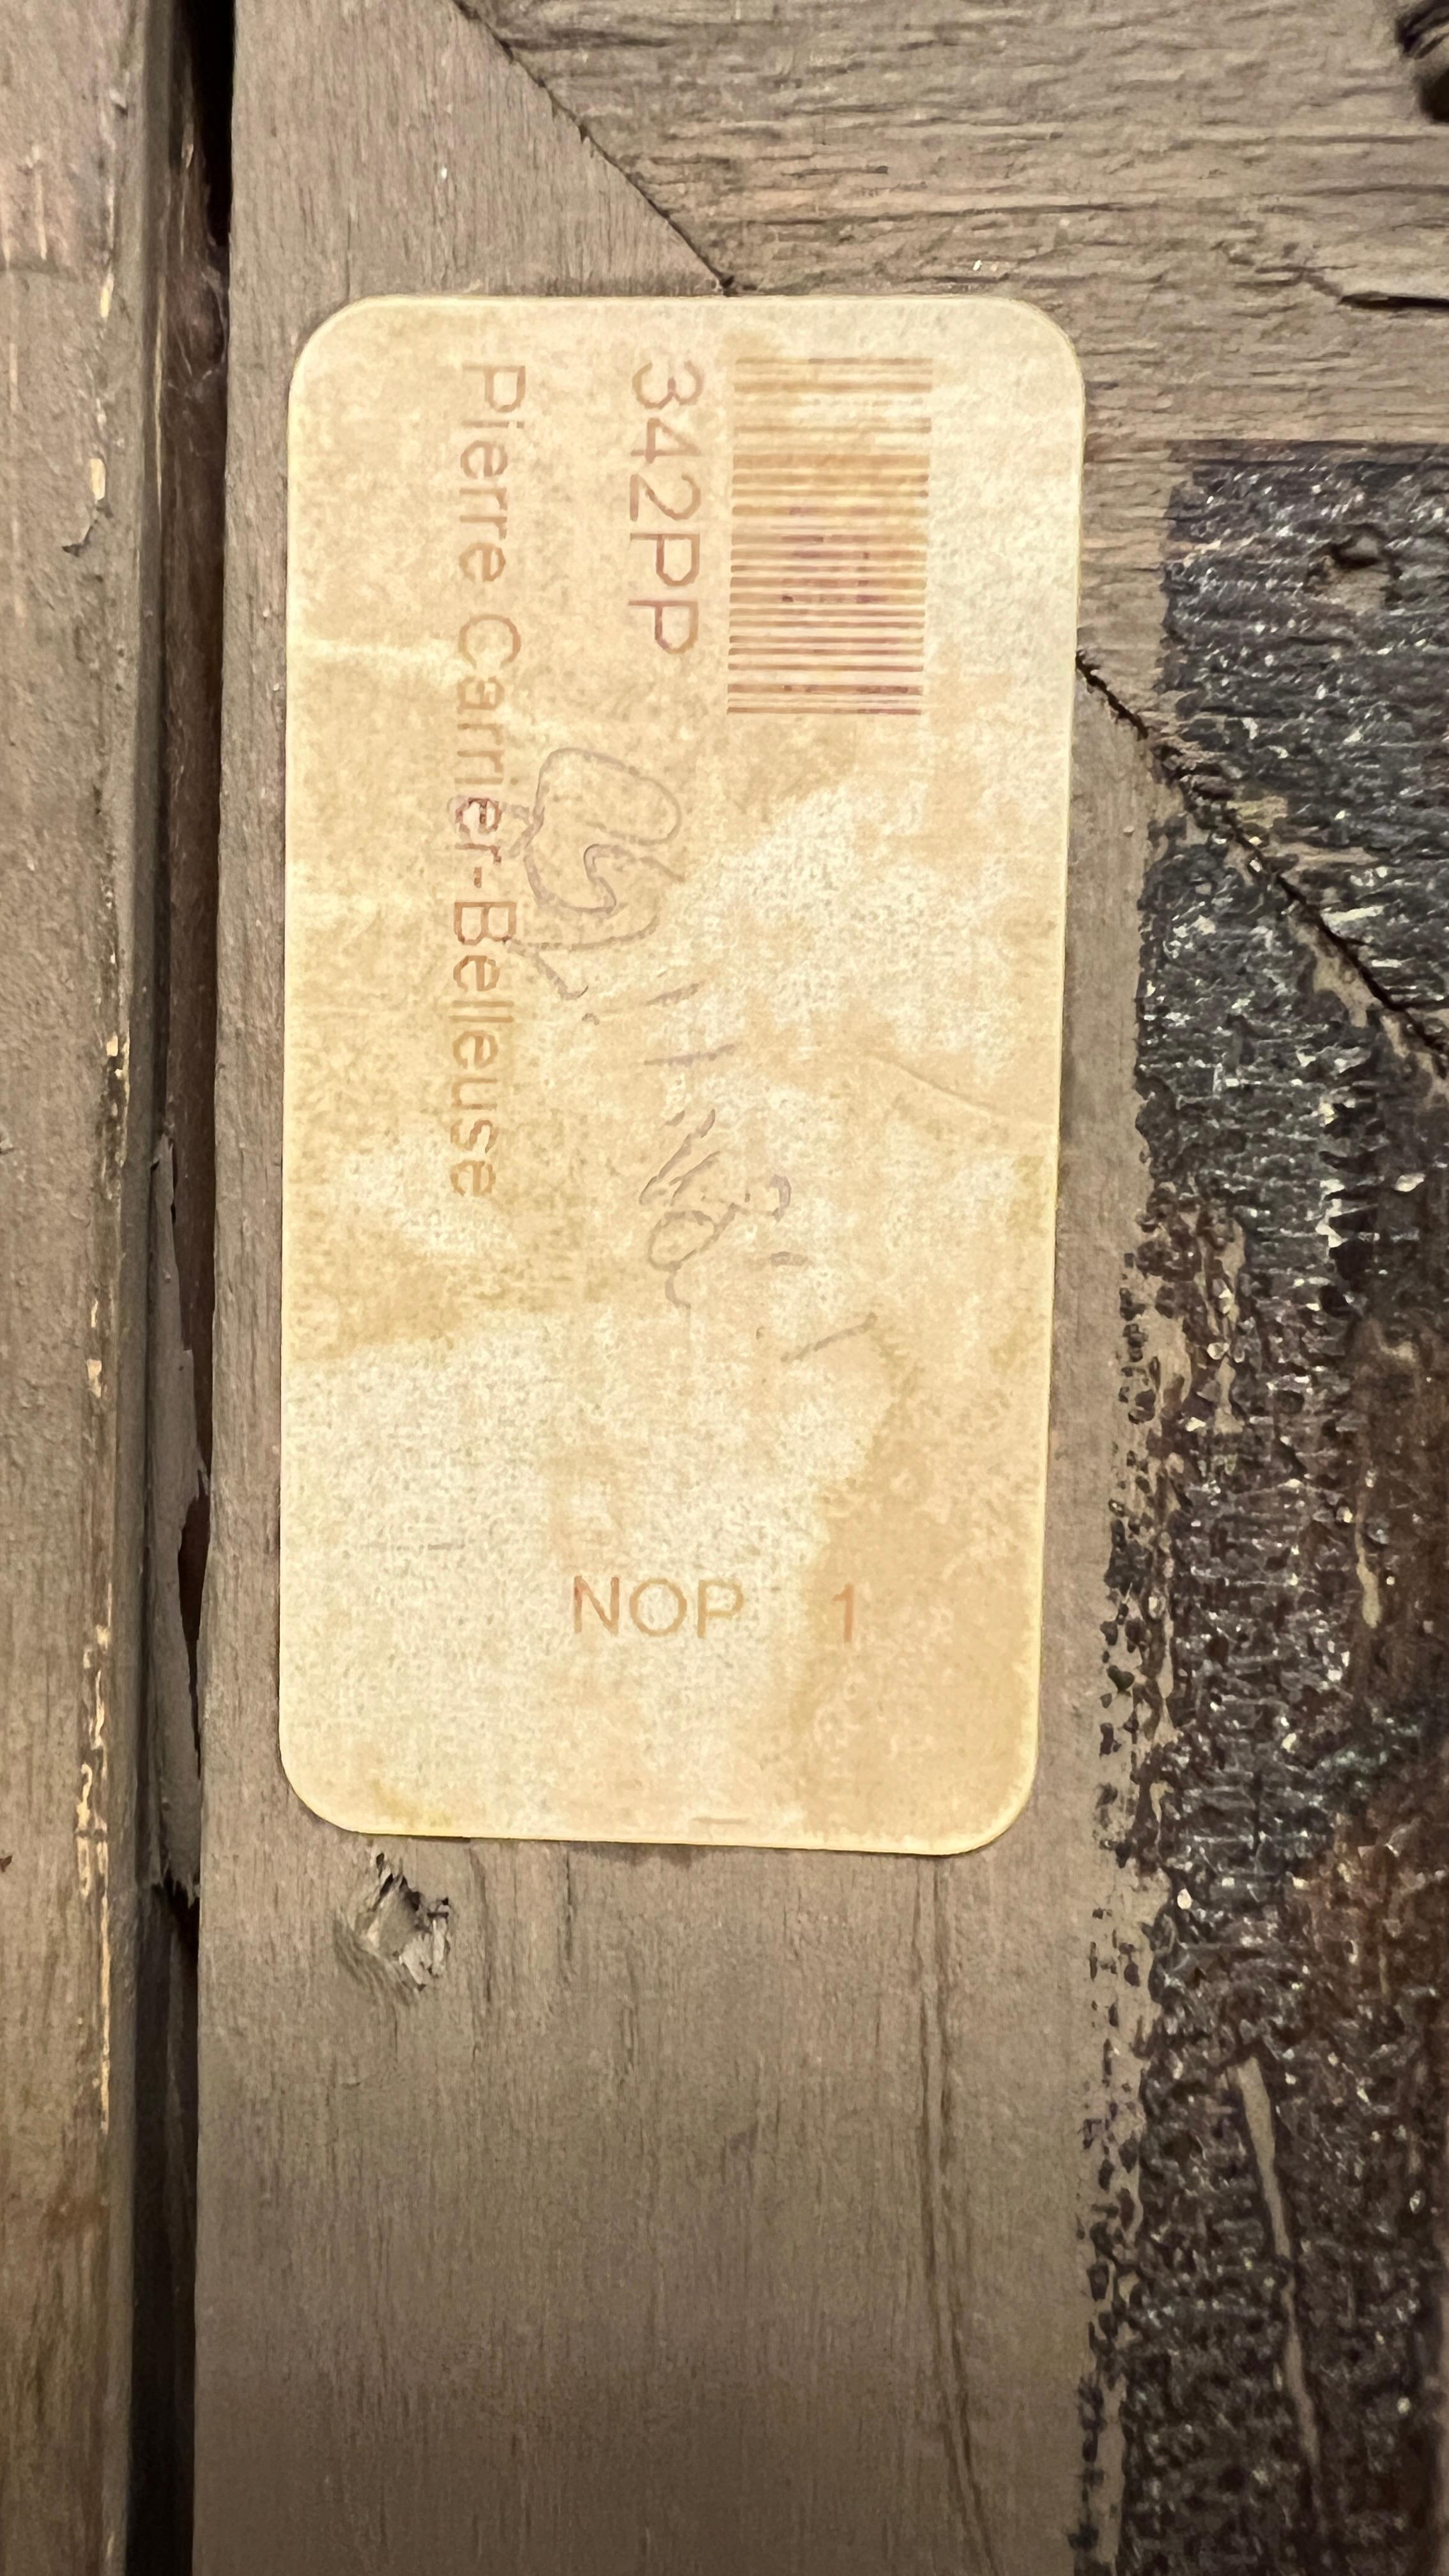 342PP
Pierre Carrier-Belleuse
NOP 1